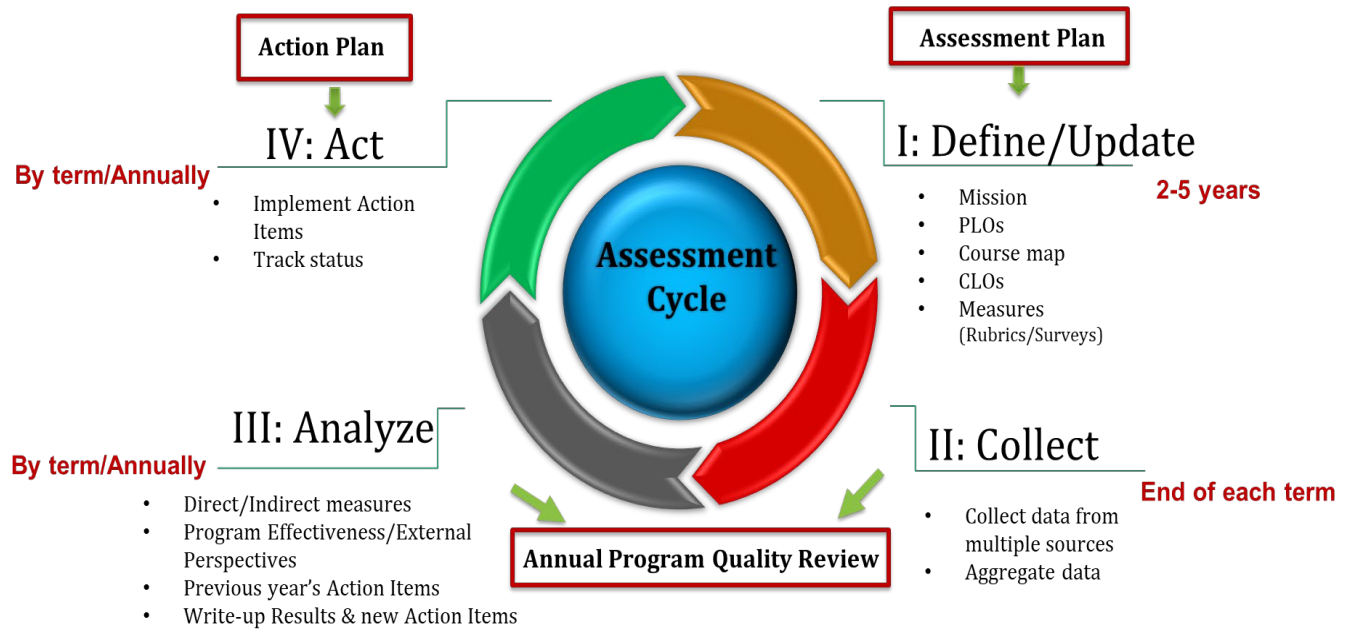 Action Plan
Assessment Plan
IV: Act
By term/Annually
• Implement Action
Items
• Track status
I: Define/Update
2-5 years
• Mission
• PLOs
• Course map
• CLOs
• Measures
(Rubrics/Surveys)
Assessment
Cycle
III: Analyze
By term/Annually
• Direct/Indirect measures
• Program Effectiveness/External
Perspectives
• Previous year’s Action Items
• Write-up Results & new Action Items
II: Collect
End of each term
• Collect data from
multiple sources
• Aggregate data
Annual Program Quality Review